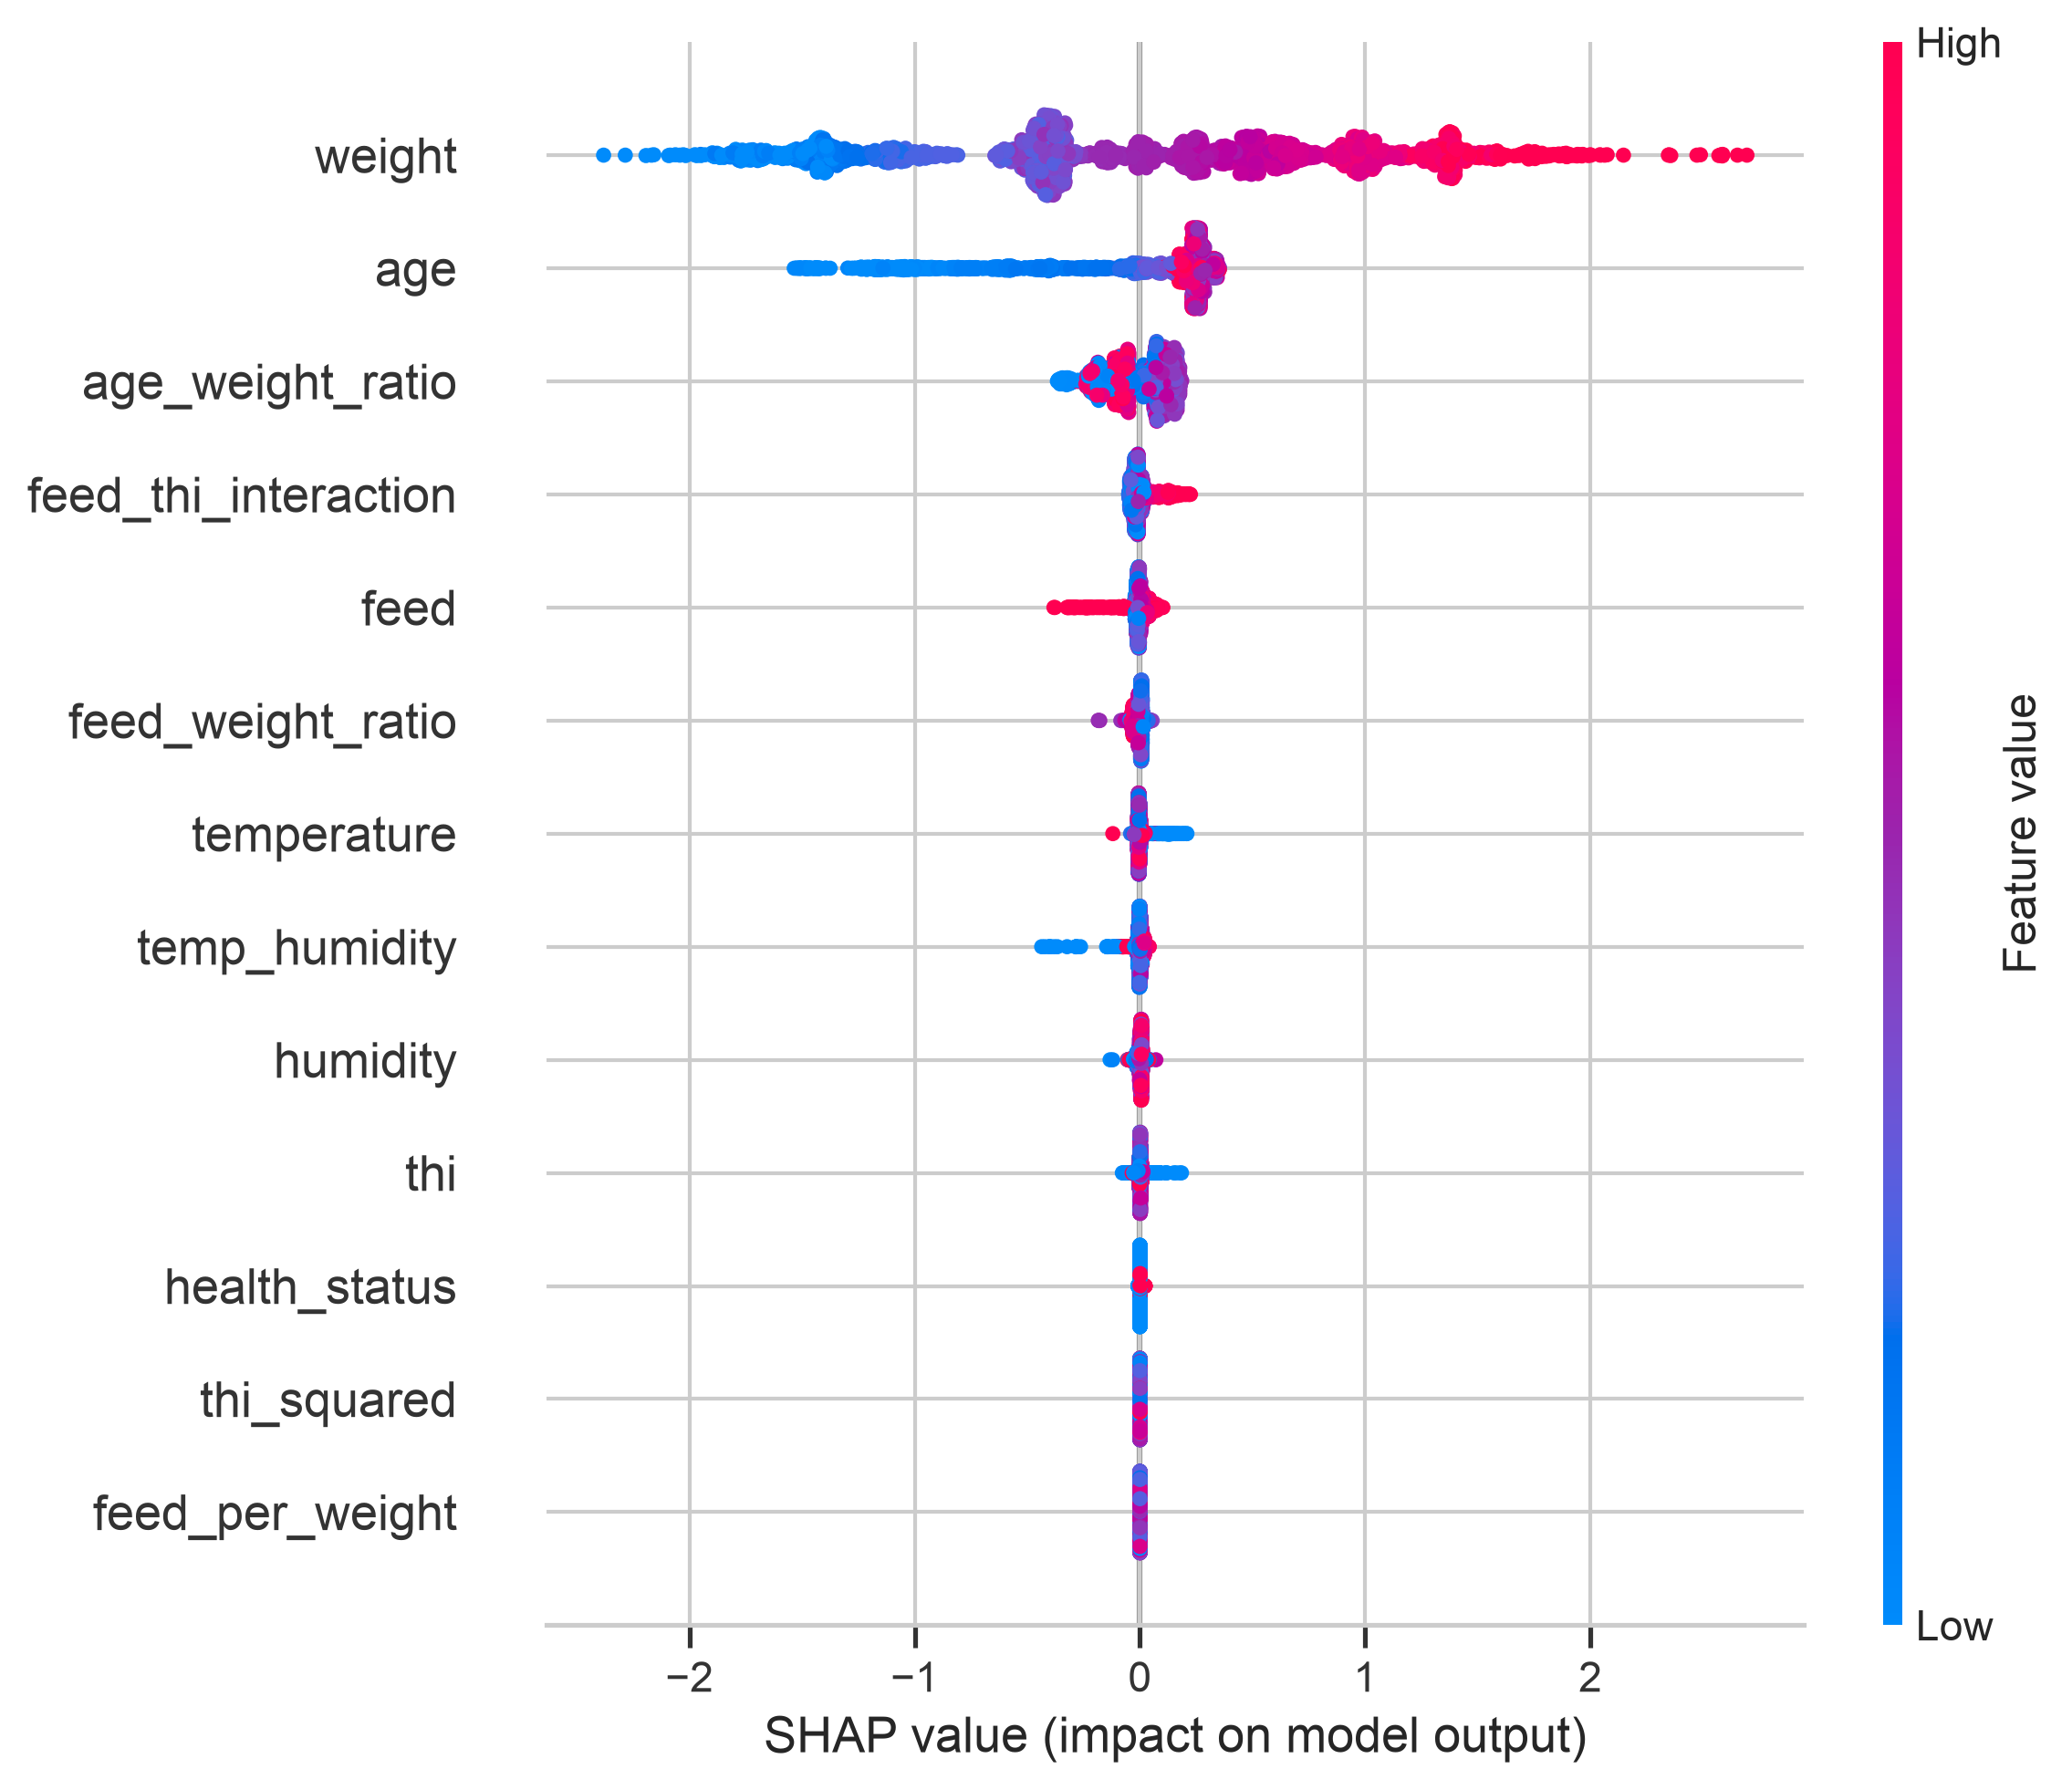 High
weight
age
age_weight_ratio
feed_thi_interaction
feed
feed_weight_ratio
temperature
temp_humidity
humidity
thi
health_status
thi_squared
feed_per_weight
Feature value
Low
−2 −1 0 1 2
SHAP value (impact on model output)